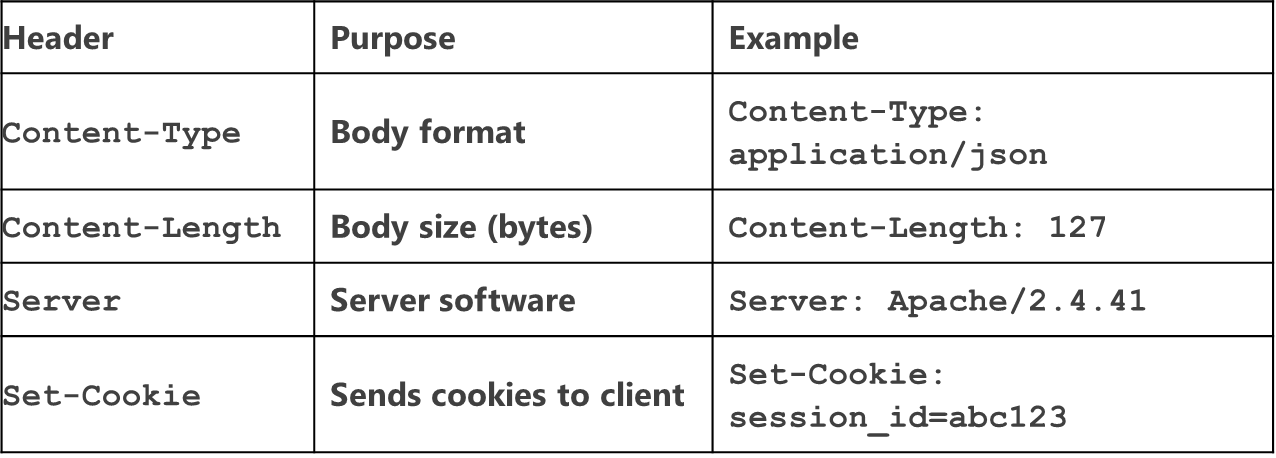 Header Purpose Example
Content-Type Body format Content-Type:
application/json
Content-Length Body size (bytes) Content-Length: 127
Server Server software Server: Apache/2.4.41
Set-Cookie Sends cookies to client Set-Cookie:
session_id=abc123